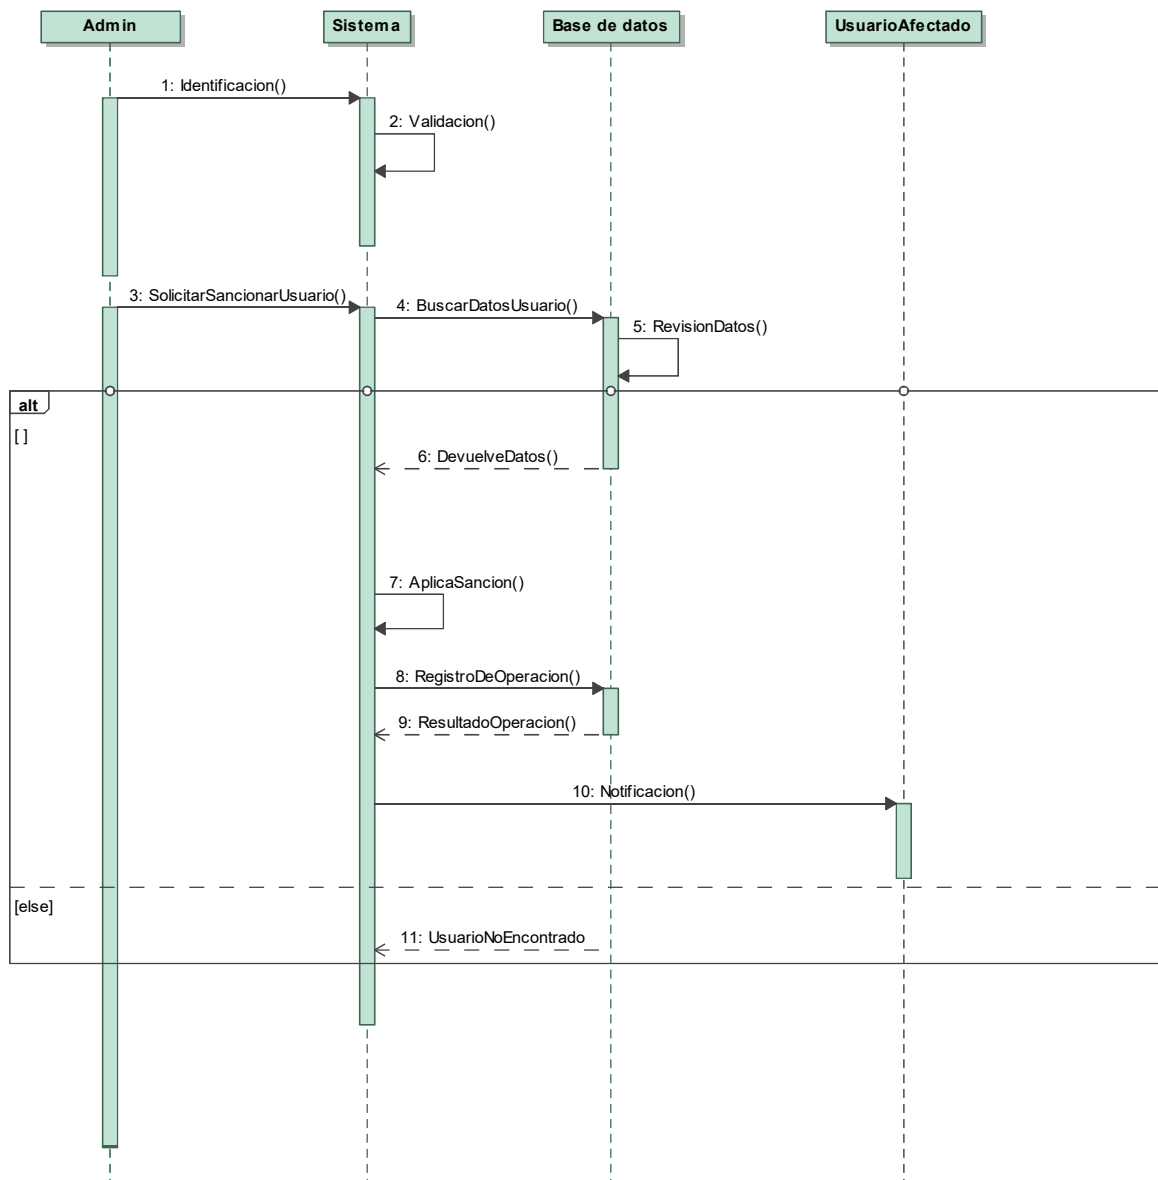 Admin
Sistema
Base de datos
UsuarioAfectado
1: Identificacion()
2: Validacion()
3: SolicitarSancionarUsuario()
4: BuscarDatosUsuario()
5: RevisionDatos()
alt
[ ]
6: DevuelveDatos()
7: AplicaSancion()
8: RegistroDeOperacion()
9: ResultadoOperacion()
10: Notificacion()
[else]
11: UsuarioNoEncontrado